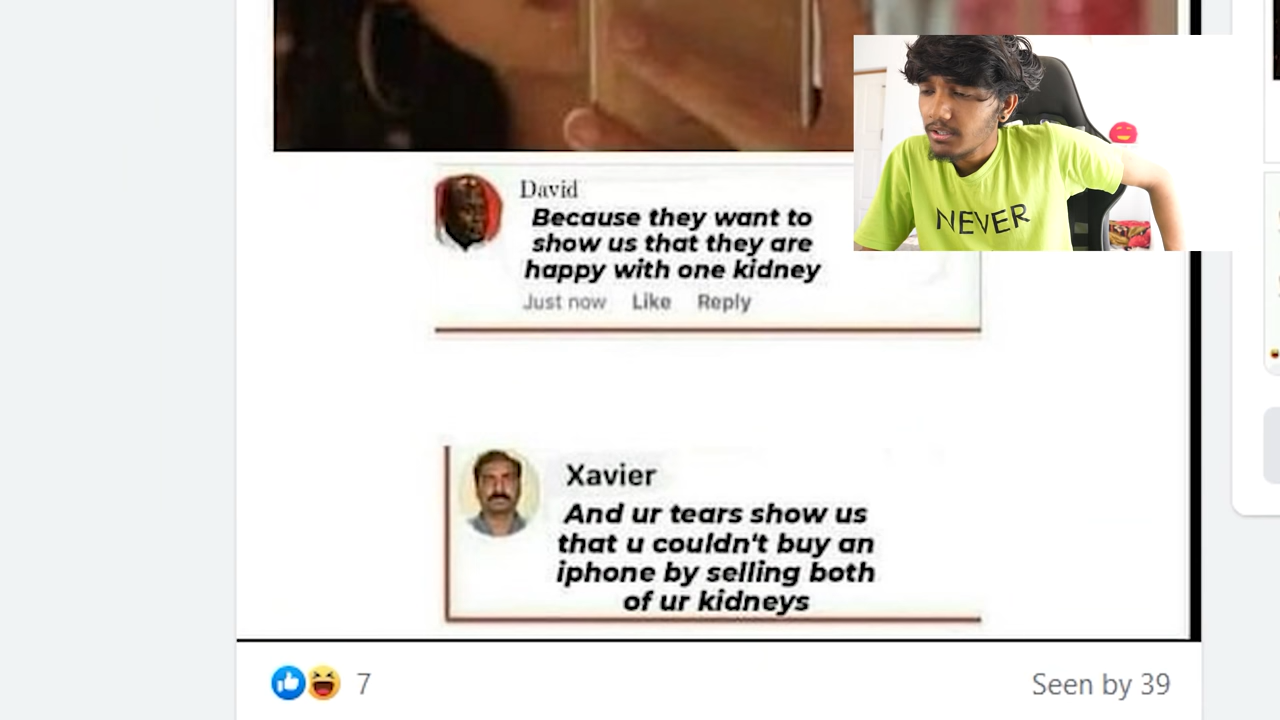 David
Because they want to
show us that they are
happy with one kidney
Just now Like Reply
NEVER
Xavier
And ur tears show us
that u couldn't buy an
iphone by selling both
of ur kidneys
7
Seen by 39